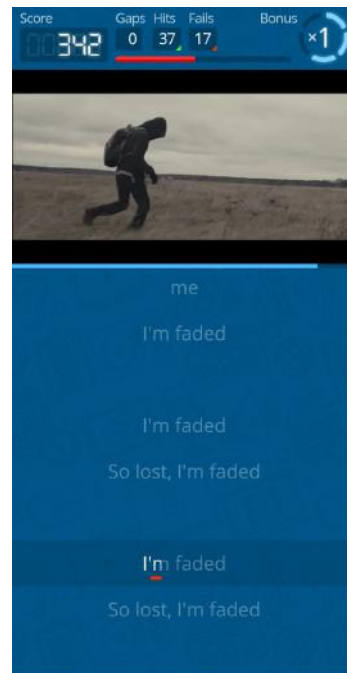 Score Gaps Hits Fails Bonus
342 0 37 17 ×1
me
I'm faded
I'm faded
So lost, I'm faded
I'm faded
So lost, I'm faded